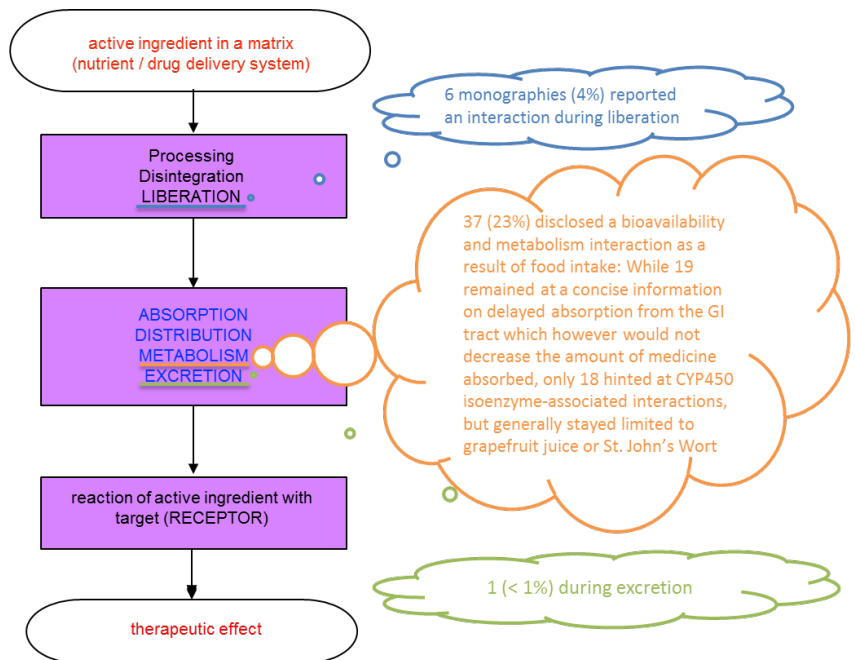 active ingredient in a matrix
(nutrient / drug delivery system)
6 monographies (4%) reported
an interaction during liberation
Processing
Disintegration
LIBERATION
37 (23%) disclosed a bioavailability
and metabolism interaction as a
result of food intake: While 19
remained at a concise information
on delayed absorption from the GI
tract which however would not
decrease the amount of medicine
absorbed, only 18 hinted at CYP450
isoenzyme-associated interactions,
but generally stayed limited to
grapefruit juice or St. John's Wort
ABSORPTION
DISTRIBUTION
METABOLISM
EXCRETION
reaction of active ingredient with
target (RECEPTOR)
1 (< 1%) during excretion
therapeutic effect